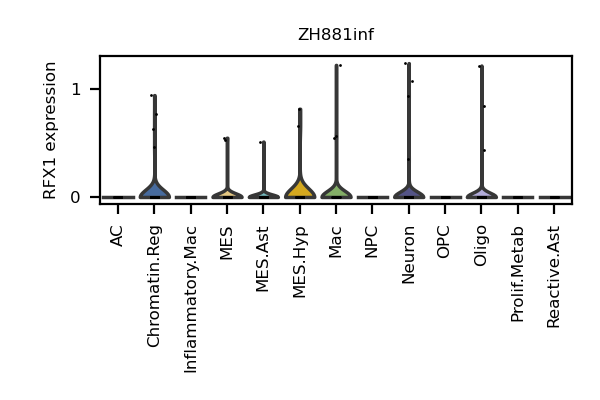 ZH881inf
RFX1 expression
1
0
AC
Chromatin.Reg
Inflammatory.Mac
MES
MES.Ast
MES.Hyp
Mac
NPC
Neuron
OPC
Oligo
Prolif.Metab
Reactive.Ast